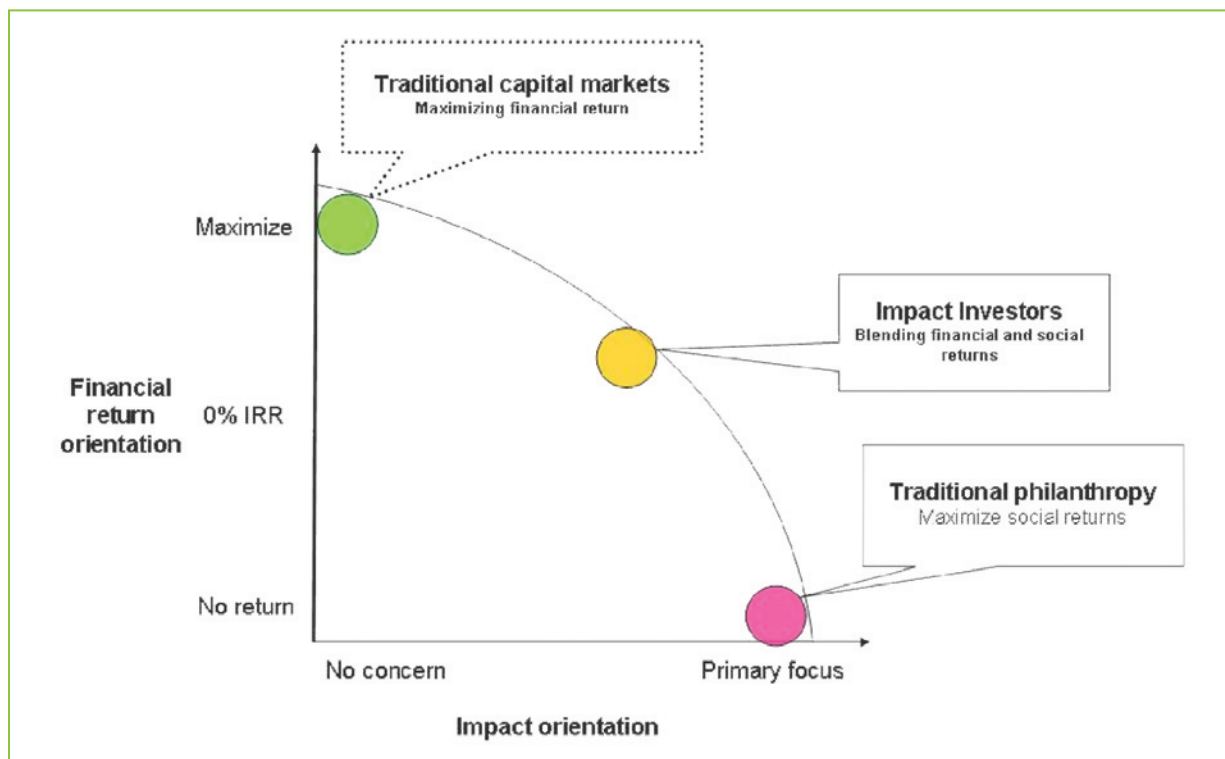 Traditional capital markets
Maximizing financial return
Maximize
Impact Investors
Blending financial and social
returns
Financial
return
orientation
0% IRR
Traditional philanthropy
Maximize social returns
No return
No concern
Primary focus
Impact orientation